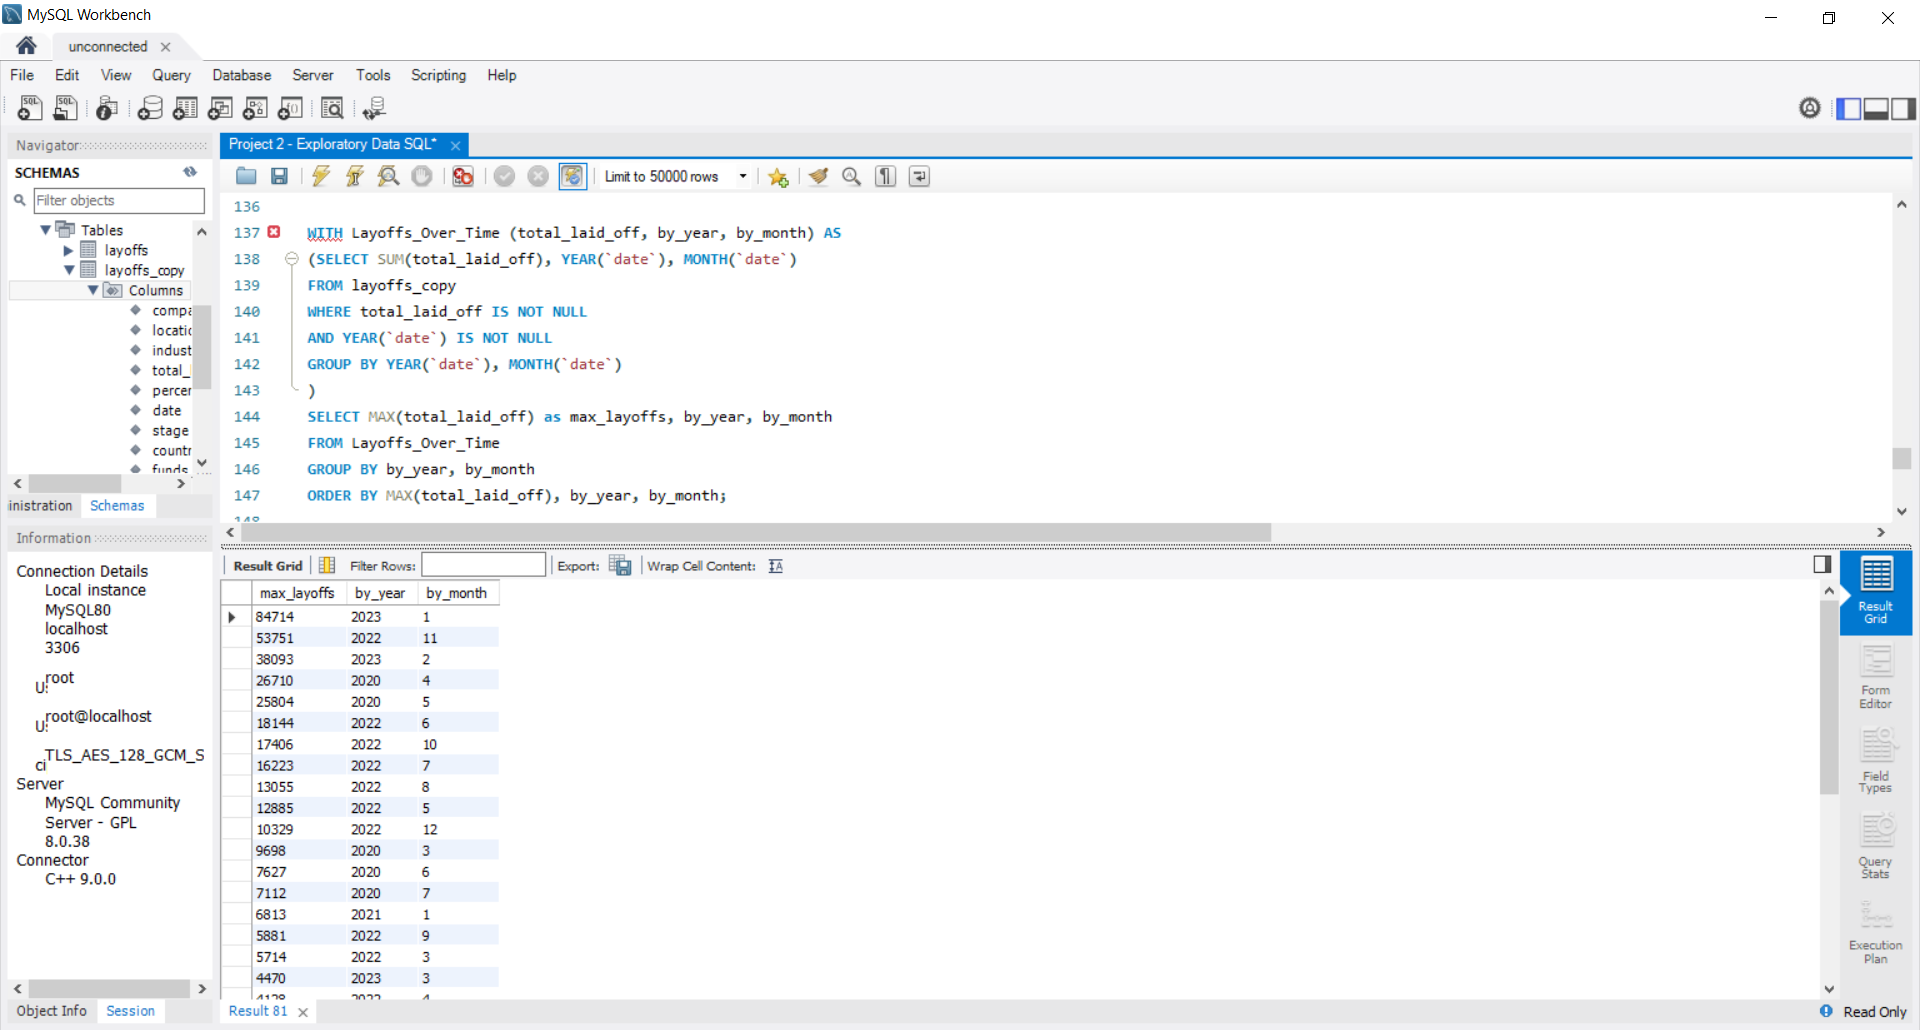 MySQL Workbench
unconnected
File Edit View Query Database Server Tools Scripting Help
Navigator
SCHEMAS
Filter objects
Tables
layoffs
layoffs_copy
Columns
compa
locatic
indust
total_
percer
date
stage
countr
funds
inistration Schemas
Information
Connection Details
Local instance
MySQL80
localhost
3306
U: root
U: root@localhost
ci TLS_AES_128_GCM_S
Server
MySQL Community
Server - GPL
8.0.38
Connector
C++ 9.0.0
Object Info Session
Project 2 - Exploratory Data SQL*
Limit to 50000 rows
136
137 WITH Layoffs_Over_Time (total_laid_off, by_year, by_month) AS
138 (SELECT SUM(total_laid_off), YEAR(`date`), MONTH(`date`)
139 FROM layoffs_copy
140 WHERE total_laid_off IS NOT NULL
141 AND YEAR(`date`) IS NOT NULL
142 GROUP BY YEAR(`date`), MONTH(`date`)
143 )
144 SELECT MAX(total_laid_off) as max_layoffs, by_year, by_month
145 FROM Layoffs_Over_Time
146 GROUP BY by_year, by_month
147 ORDER BY MAX(total_laid_off), by_year, by_month;
148
Result Grid Filter Rows: Export: Wrap Cell Content:
max_layoffs by_year by_month
84714 2023 1
53751 2022 11
38093 2023 2
26710 2020 4
25804 2020 5
18144 2022 6
17406 2022 10
16223 2022 7
13055 2022 8
12885 2022 5
10329 2022 12
9698 2020 3
7627 2020 6
7112 2020 7
6813 2021 1
5881 2022 9
5714 2022 3
4470 2023 3
4128 2022 4
Result 81
Result
Grid
Form
Editor
Field
Types
Query
Stats
Execution
Plan
Read Only